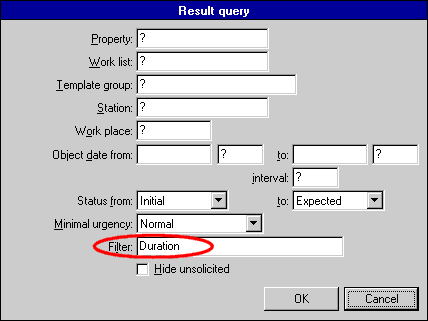 Result query
Property: ?
Work list: ?
Template group: ?
Station: ?
Work place: ?
Object date from: ? to: ?
interval: ?
Status from: Initial to: Expected
Minimal urgency: Normal
Filter: Duration
Hide unsolicited
OK Cancel